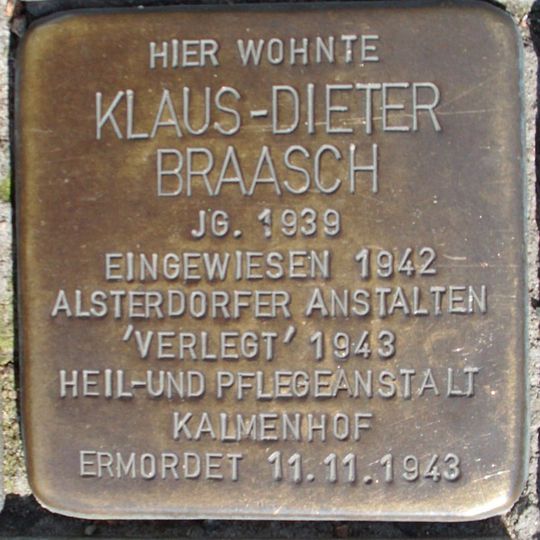 HIER WOHNTE
KLAUS-DIETER
BRAASCH
JG. 1939
EINGEWIESEN 1942
ALSTERDORFER ANSTALTEN
'VERLEGT' 1943
HEIL-UND PFLEGEANSTALT
KALMENHOF
ERMORDET 11.11.1943